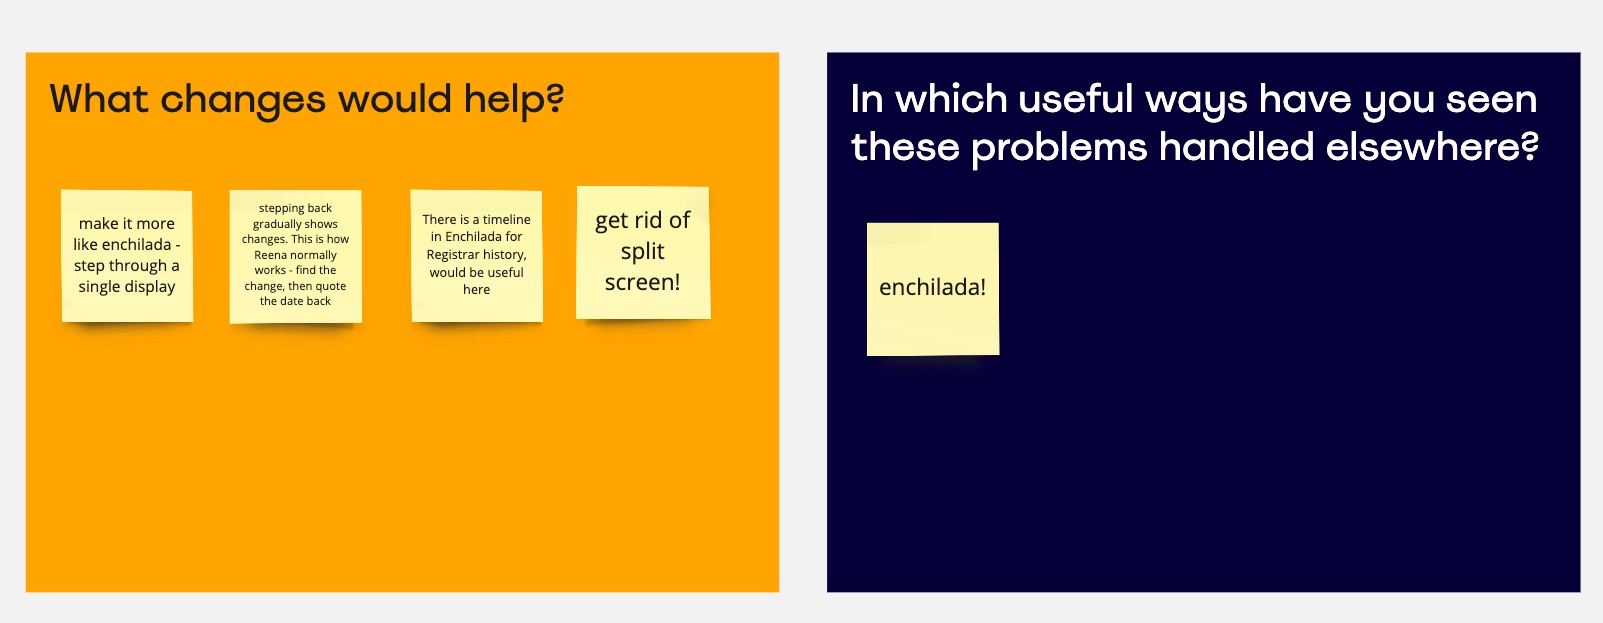 What changes would help?
make it more
like enchilada -
step through a
single display
stepping back
gradually shows
changes. This is how
Reena normally
works - find the
change, then quote
the date back
There is a timeline
in Enchilada for
Registrar history,
would be useful
here
get rid of
split
screen!
In which useful ways have you seen
these problems handled elsewhere?
enchilada!